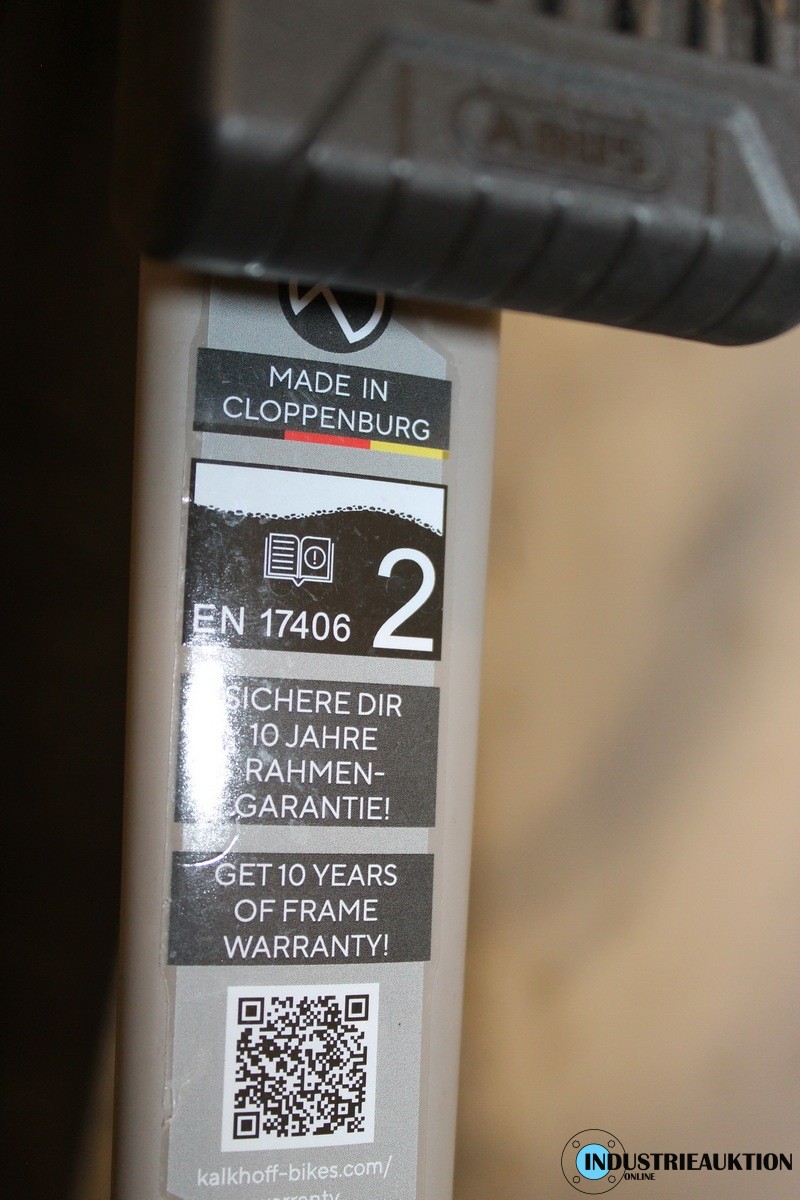 ABUS
MADE IN
CLOPPENBURG
EN 17406
2
SICHERE DIR
10 JAHRE
RAHMEN-
GARANTIE!
GET 10 YEARS
OF FRAME
WARRANTY!
kalkhoff-bikes.com/
warranty
INDUSTRIEAUKTION
ONLINE